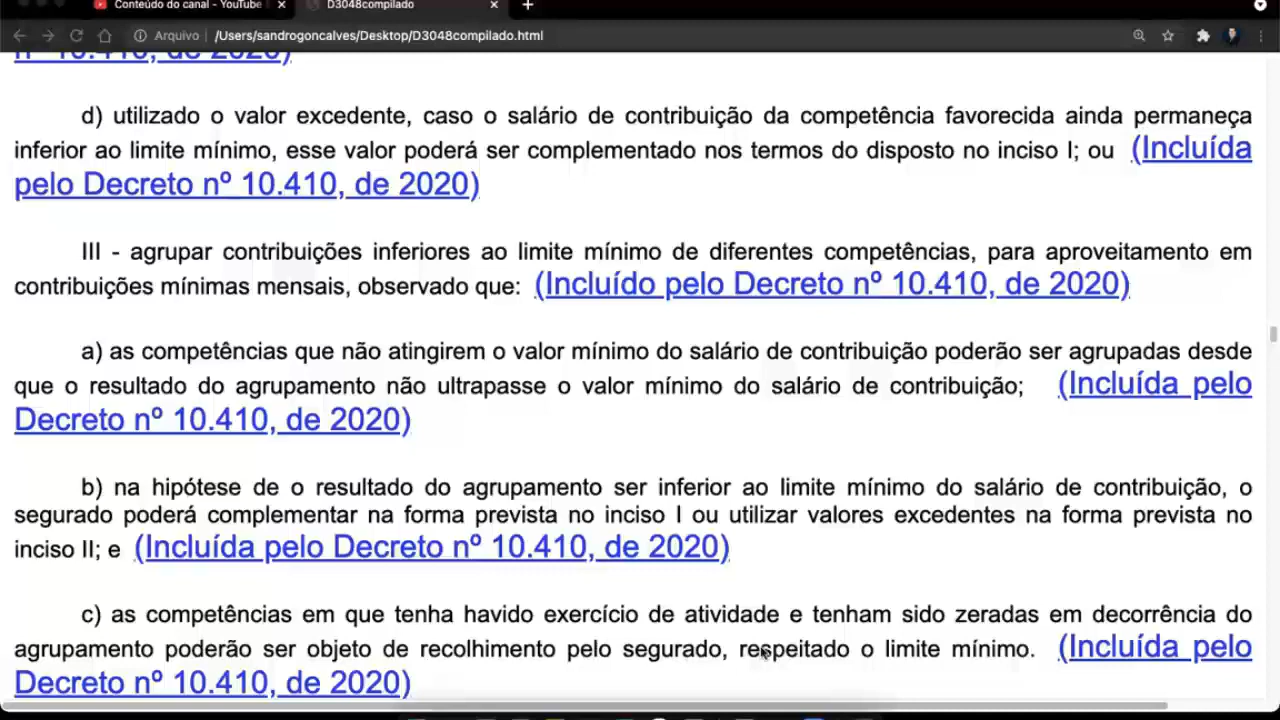 Conteúdo do canal - YouTube
D3048compilado
Arquivo | /Users/sandrogoncalves/Desktop/D3048compilado.html
nº 10.410, de 2020)
d) utilizado o valor excedente, caso o salário de contribuição da competência favorecida ainda permaneça
inferior ao limite mínimo, esse valor poderá ser complementado nos termos do disposto no inciso I; ou (Incluída
pelo Decreto nº 10.410, de 2020)
III - agrupar contribuições inferiores ao limite mínimo de diferentes competências, para aproveitamento em
contribuições mínimas mensais, observado que: (Incluído pelo Decreto nº 10.410, de 2020)
a) as competências que não atingirem o valor mínimo do salário de contribuição poderão ser agrupadas desde
que o resultado do agrupamento não ultrapasse o valor mínimo do salário de contribuição; (Incluída pelo
Decreto nº 10.410, de 2020)
b) na hipótese de o resultado do agrupamento ser inferior ao limite mínimo do salário de contribuição, o
segurado poderá complementar na forma prevista no inciso I ou utilizar valores excedentes na forma prevista no
inciso II; e (Incluída pelo Decreto nº 10.410, de 2020)
c) as competências em que tenha havido exercício de atividade e tenham sido zeradas em decorrência do
agrupamento poderão ser objeto de recolhimento pelo segurado, respeitado o limite mínimo. (Incluída pelo
Decreto nº 10.410, de 2020)